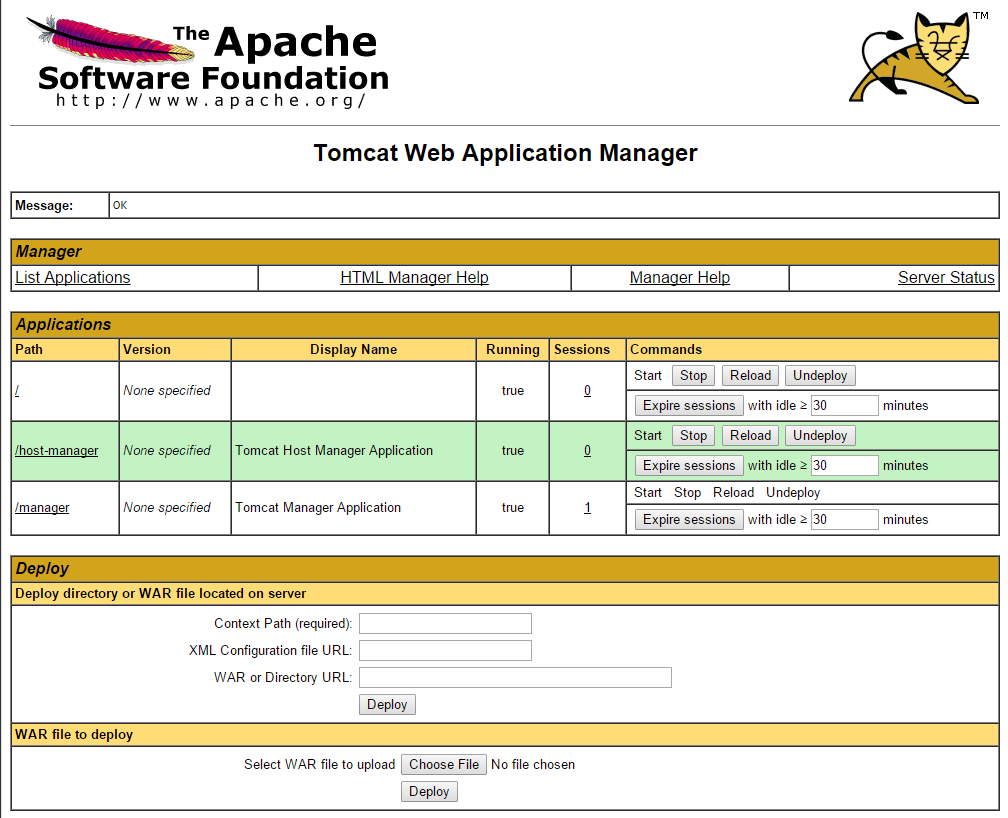 The Apache
Software Foundation
http://www.apache.org/
TM
Tomcat Web Application Manager
Message: OK
Manager
List Applications HTML Manager Help Manager Help Server Status
Applications
Path Version Display Name Running Sessions Commands
/ None specified true 0 Start Stop Reload Undeploy
Expire sessions with idle ≥ 30 minutes
/host-manager None specified Tomcat Host Manager Application true 0 Start Stop Reload Undeploy
Expire sessions with idle ≥ 30 minutes
/manager None specified Tomcat Manager Application true 1 Start Stop Reload Undeploy
Expire sessions with idle ≥ 30 minutes
Deploy
Deploy directory or WAR file located on server
Context Path (required):
XML Configuration file URL:
WAR or Directory URL:
Deploy
WAR file to deploy
Select WAR file to upload Choose File No file chosen
Deploy